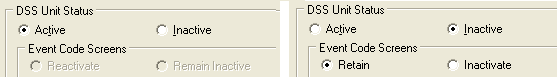 DSS Unit Status
Active Inactive
Event Code Screens
Reactivate Remain Inactive
DSS Unit Status
Active Inactive
Event Code Screens
Retain Inactivate